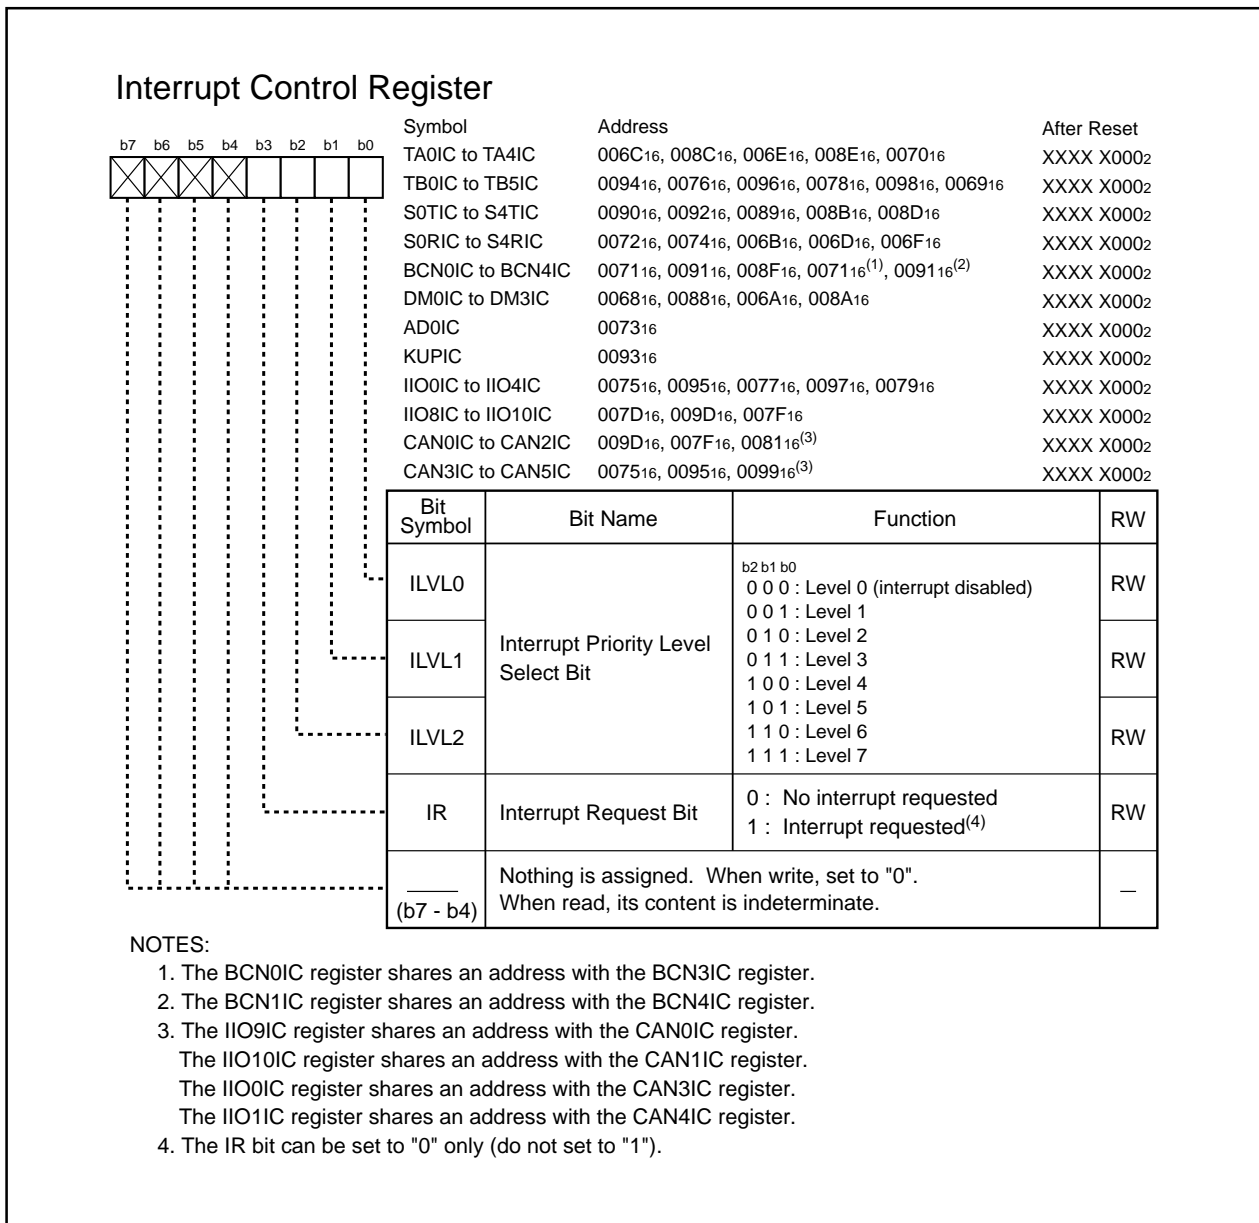 Interrupt Control Register
Symbol Address After Reset
b7 b6 b5 b4 b3 b2 b1 b0
TA0IC to TA4IC 006C16, 008C16, 006E16, 008E16, 007016 XXXX X0002
TB0IC to TB5IC 009416, 007616, 009616, 007816, 009816, 006916 XXXX X0002
S0TIC to S4TIC 009016, 009216, 008916, 008B16, 008D16 XXXX X0002
S0RIC to S4RIC 007216, 007416, 006B16, 006D16, 006F16 XXXX X0002
BCN0IC to BCN4IC 007116, 009116, 008F16, 007116(1), 009116(2) XXXX X0002
DM0IC to DM3IC 006816, 008816, 006A16, 008A16 XXXX X0002
AD0IC 007316 XXXX X0002
KUPIC 009316 XXXX X0002
IIO0IC to IIO4IC 007516, 009516, 007716, 009716, 007916 XXXX X0002
IIO8IC to IIO10IC 007D16, 009D16, 007F16 XXXX X0002
CAN0IC to CAN2IC 009D16, 007F16, 008116(3) XXXX X0002
CAN3IC to CAN5IC 007516, 009516, 009916(3) XXXX X0002
Bit Symbol Bit Name Function RW
b2 b1 b0
ILVL0 0 0 0 : Level 0 (interrupt disabled) RW
0 0 1 : Level 1
0 1 0 : Level 2
ILVL1 Interrupt Priority Level Select Bit 0 1 1 : Level 3 RW
1 0 0 : Level 4
1 0 1 : Level 5
ILVL2 1 1 0 : Level 6 RW
1 1 1 : Level 7
IR Interrupt Request Bit 0 : No interrupt requested RW
1 : Interrupt requested(4)
(b7 - b4) Nothing is assigned. When write, set to "0". —
When read, its content is indeterminate.
NOTES:
1. The BCN0IC register shares an address with the BCN3IC register.
2. The BCN1IC register shares an address with the BCN4IC register.
3. The IIO9IC register shares an address with the CAN0IC register.
The IIO10IC register shares an address with the CAN1IC register.
The IIO0IC register shares an address with the CAN3IC register.
The IIO1IC register shares an address with the CAN4IC register.
4. The IR bit can be set to "0" only (do not set to "1").